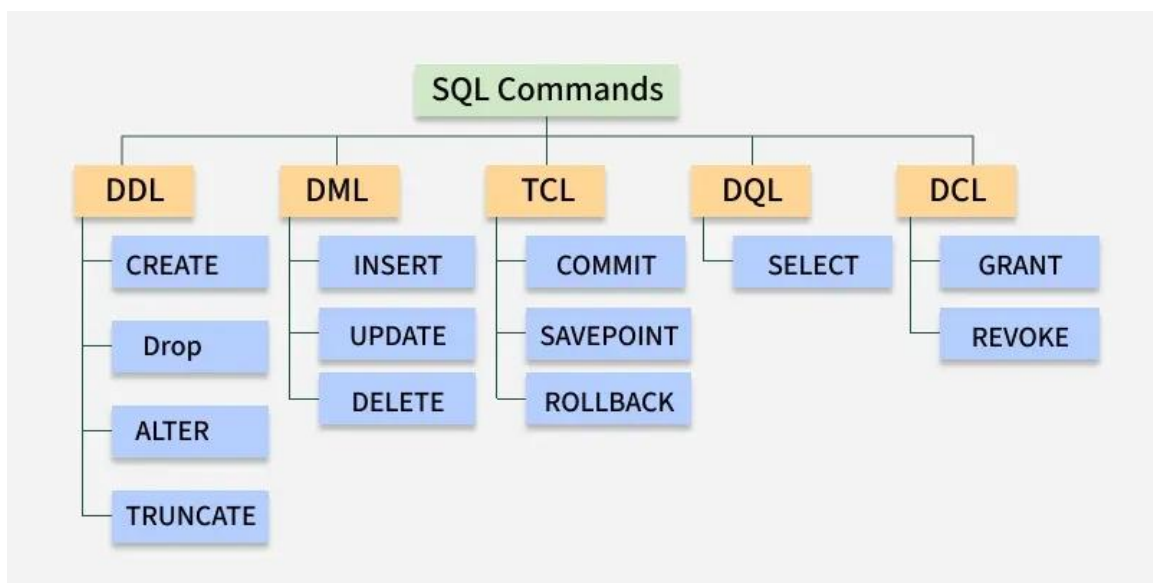 SQL Commands
DDL
DML
TCL
DQL
DCL
CREATE
INSERT
COMMIT
SELECT
GRANT
Drop
UPDATE
SAVEPOINT
REVOKE
ALTER
DELETE
ROLLBACK
TRUNCATE